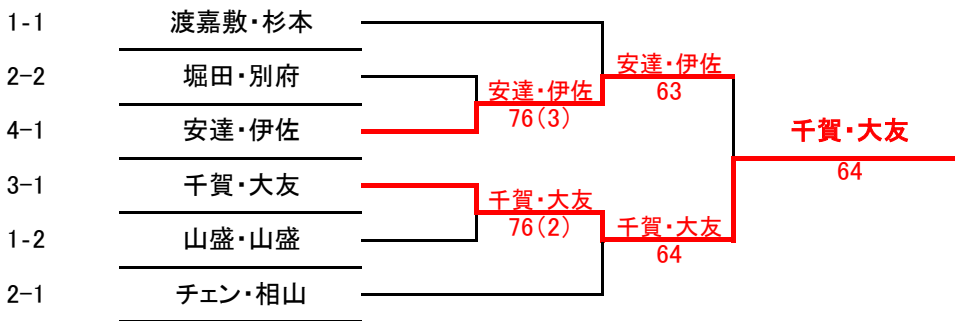 1-1 渡嘉敷・杉本
2-2 堀田・別府
4-1 安達・伊佐
3-1 千賀・大友
1-2 山盛・山盛
2-1 チェン・相山
安達・伊佐
76(3)
千賀・大友
76(2)
安達・伊佐
63
千賀・大友
64
千賀・大友
64